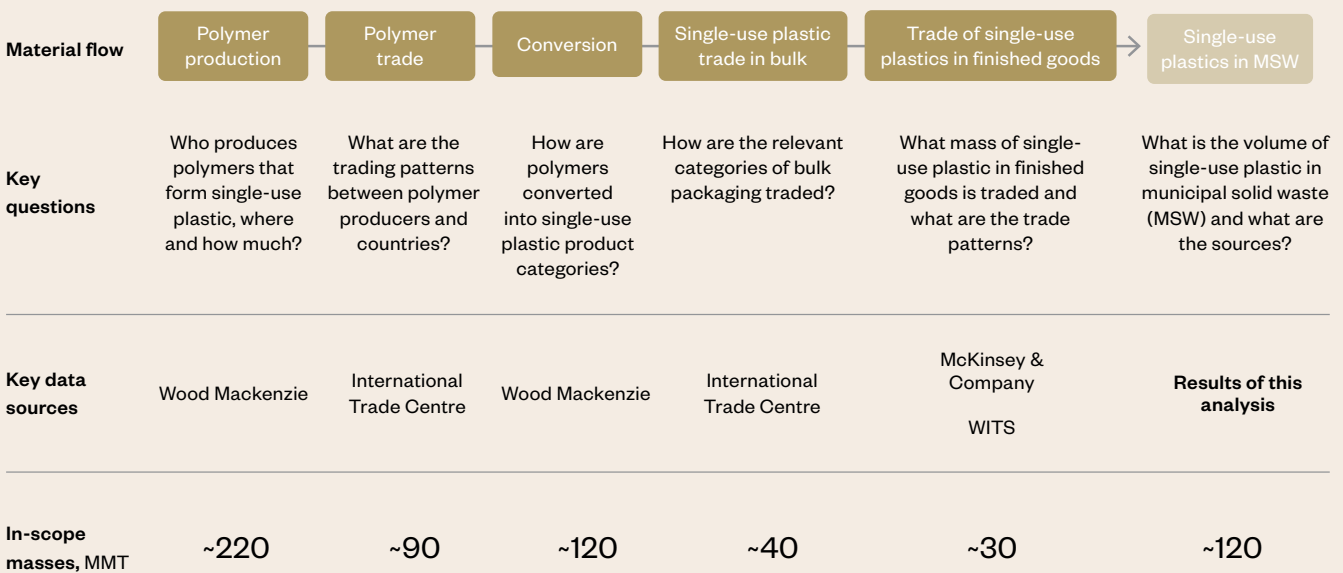 Material flow
Polymer
production
Polymer
trade
Conversion
Single-use plastic
trade in bulk
Trade of single-use
plastics in finished goods
Single-use
plastics in MSW
Key
questions
Who produces
polymers that
form single-use
plastic, where
and how much?
What are the
trading patterns
between polymer
producers and
countries?
How are
polymers
converted
into single-use
plastic product
categories?
How are the relevant
categories of bulk
packaging traded?
What mass of single-
use plastic in finished
goods is traded and
what are the trade
patterns?
What is the volume of
single-use plastic in
municipal solid waste
(MSW) and what are
the sources?
Key data
sources
Wood Mackenzie
International
Trade Centre
Wood Mackenzie
International
Trade Centre
McKinsey &
Company
WITS
Results of this
analysis
In-scope
masses, MMT
~220
~90
~120
~40
~30
~120